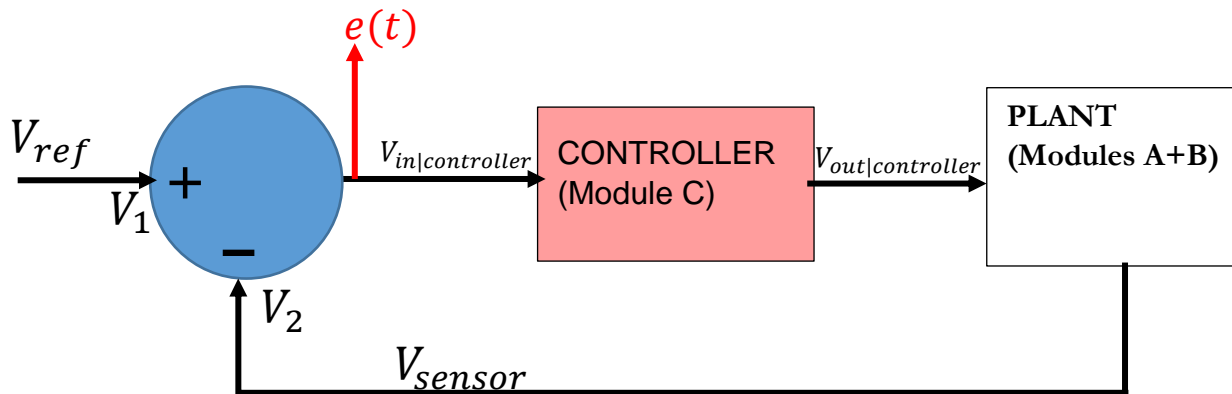 e(t)
V_ref
V_1
+
−
V_2
V_in|controller
CONTROLLER
(Module C)
V_out|controller
PLANT
(Modules A+B)
V_sensor